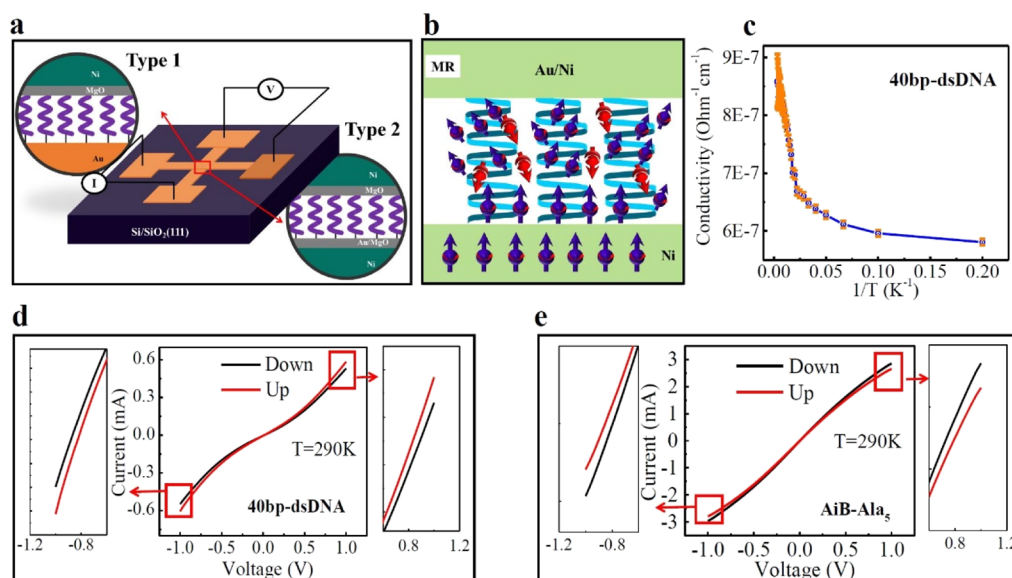 a
Type 1
Ni
MgO
Au
V
I
Type 2
Ni
MgO
Au/MgO
Ni
Si/SiO2(111)
b
MR
Au/Ni
Ni
c
40bp-dsDNA
Conductivity (Ohm-1cm-1)
9E-7
8E-7
7E-7
6E-7
0.00 0.05 0.10 0.15 0.20
1/T (K-1)
d
-1.2 -0.8
Current (mA)
0.6
0.3
0.0
-0.3
-0.6
Down
Up
T=290K
40bp-dsDNA
-1.0 -0.5 0.0 0.5 1.0
Voltage (V)
0.8 1.2
e
-1.2 -0.8
Current (mA)
3
2
1
0
-1
-2
-3
Down
Up
T=290K
AiB-Ala5
-1.0 -0.5 0.0 0.5 1.0
Voltage (V)
0.8 1.2